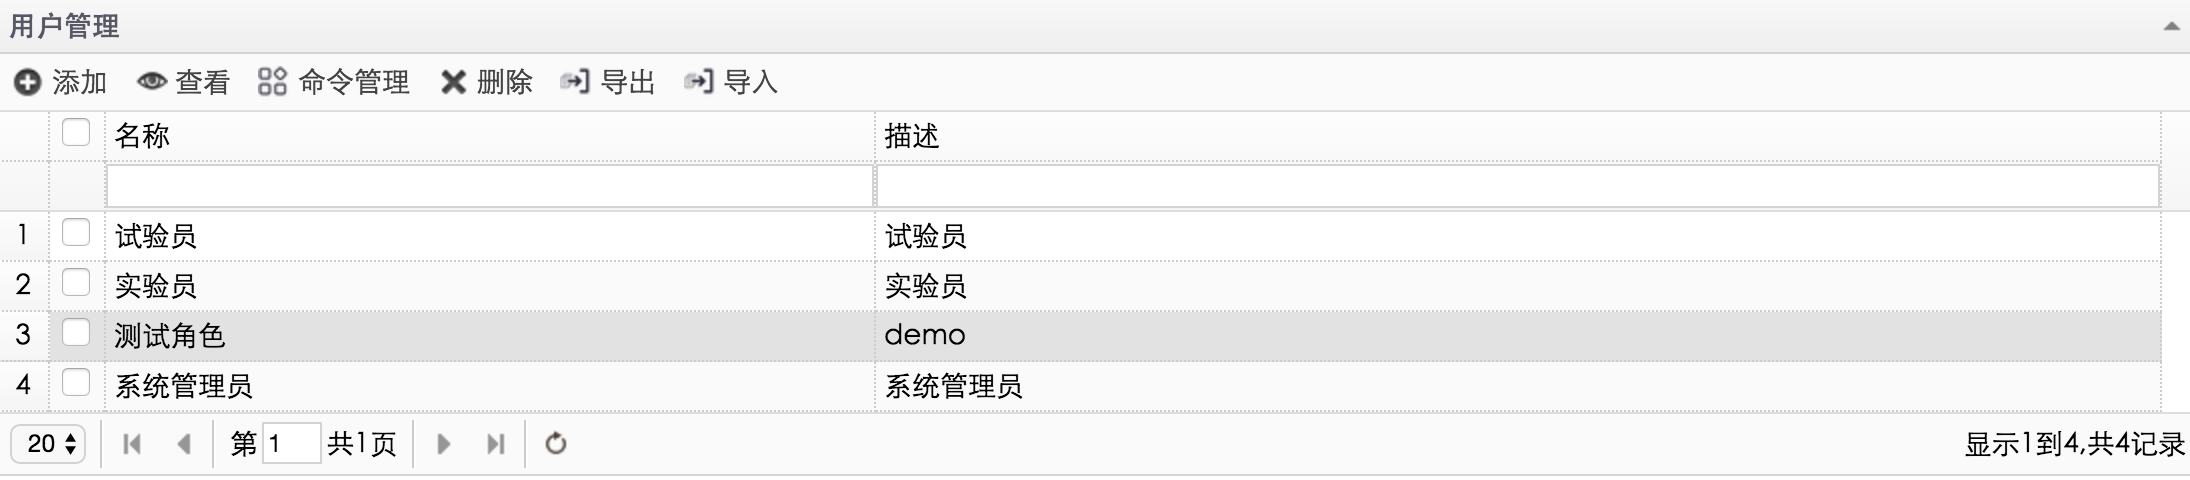 用户管理
添加 查看 命令管理 删除 导出 导入
名称 描述
1 试验员 试验员
2 实验员 实验员
3 测试角色 demo
4 系统管理员 系统管理员
20 第 1 共1页 显示1到4,共4记录